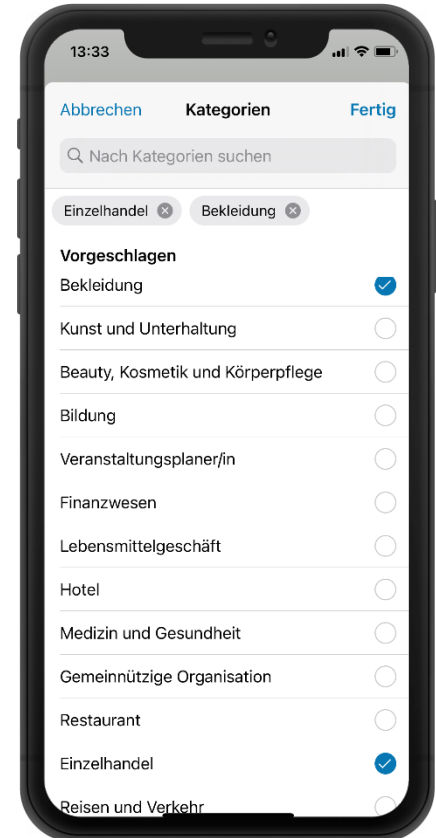 13:33
Abbrechen Kategorien Fertig
Nach Kategorien suchen
Einzelhandel Bekleidung
Vorgeschlagen
Bekleidung
Kunst und Unterhaltung
Beauty, Kosmetik und Körperpflege
Bildung
Veranstaltungsplaner/in
Finanzwesen
Lebensmittelgeschäft
Hotel
Medizin und Gesundheit
Gemeinnützige Organisation
Restaurant
Einzelhandel
Reisen und Verkehr